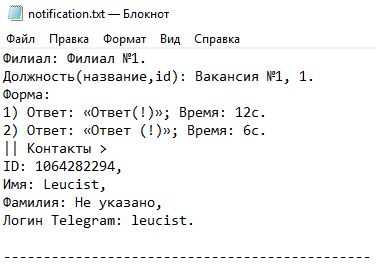 notification.txt — Блокнот
Файл Правка Формат Вид Справка
Филиал: Филиал №1.
Должность(название,id): Вакансия №1, 1.
Форма:
1) Ответ: «Ответ(!)»; Время: 12с.
2) Ответ: «Ответ (!)»; Время: 6с.
|| Контакты >
ID: 1064282294,
Имя: Leucist,
Фамилия: Не указано,
Логин Telegram: leucist.
----------------------------------------------